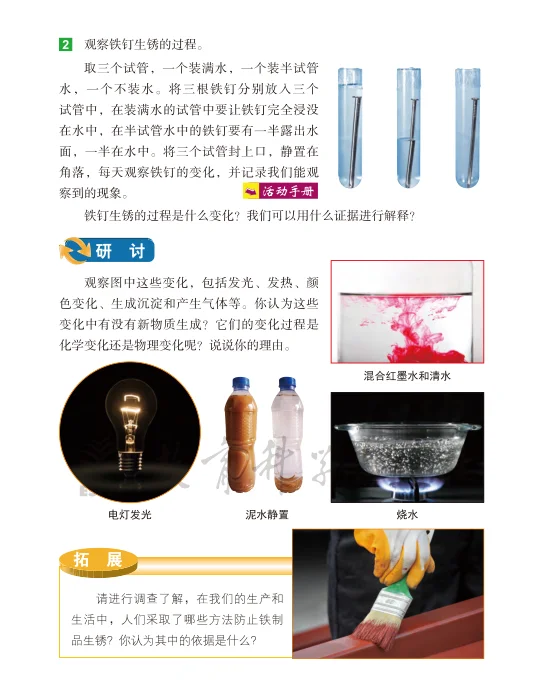 2 观察铁钉生锈的过程。
取三个试管，一个装满水，一个装半试管
水，一个不装水。将三根铁钉分别放入三个
试管中，在装满水的试管中要让铁钉完全浸没
在水中，在半试管水中的铁钉要有一半露出水
面，一半在水中。将三个试管封上口，静置在
角落，每天观察铁钉的变化，并记录我们能观
察到的现象。
活动手册
铁钉生锈的过程是什么变化？我们可以用什么证据进行解释？
研 讨
观察图中这些变化，包括发光、发热、颜
色变化、生成沉淀和产生气体等。你认为这些
变化中有没有新物质生成？它们的变化过程是
化学变化还是物理变化呢？说说你的理由。
混合红墨水和清水
电灯发光
泥水静置
烧水
拓 展
请进行调查了解，在我们的生产和
生活中，人们采取了哪些方法防止铁制
品生锈？你认为其中的依据是什么？